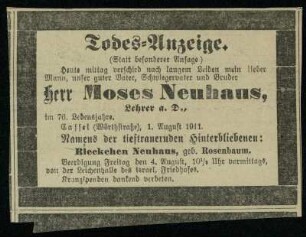 Todes-Anzeige.
(Statt besonderer Ansage)
Heute mittag verschied nach langem Leiden mein lieber
Mann, unser guter Vater, Schwiegervater und Bruder
Herr Moses Neuhaus,
Lehrer a. D.,
im 76. Lebensjahre.
Cassel (Wörthstraße), 1. August 1911.
Namens der tieftrauernden Hinterbliebenen:
Rieckchen Neuhaus, geb. Rosenbaum.
Beerdigung Freitag den 4. August, 10½ Uhr vormittags,
von der Leichenhalle des israel. Friedhofes.
Kranzspenden dankend verbeten.